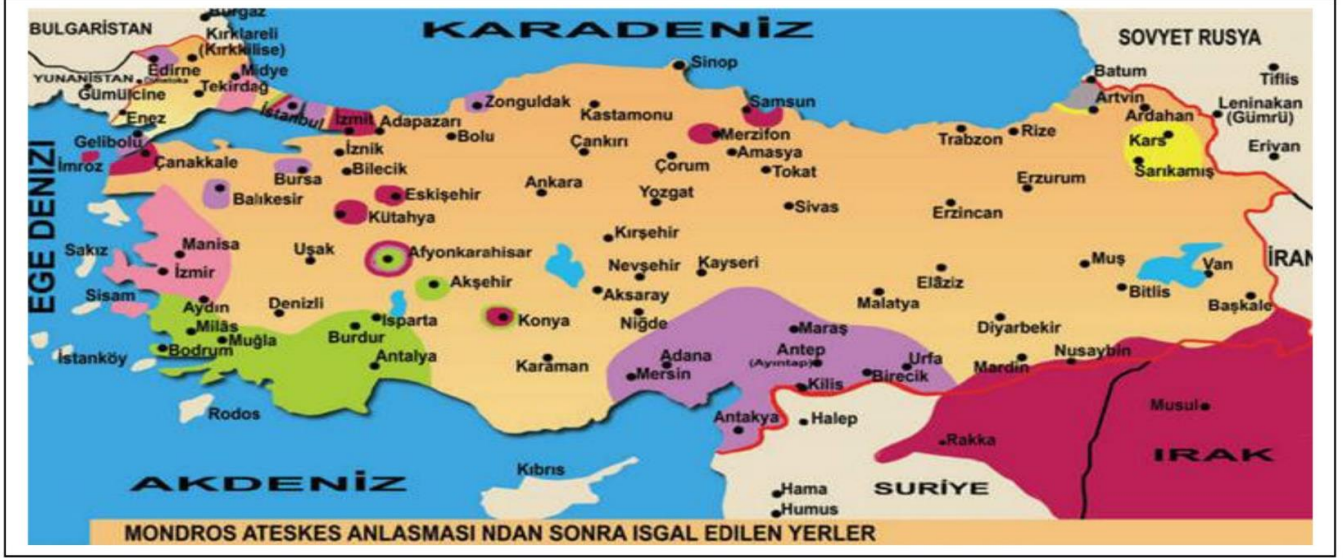 Burgaz
BULGARİSTAN
KARADENİZ
SOVYET RUSYA
Kırklareli
(Kırkkilise)
Sinop
Edirne
Midye
Batum
Tiflis
YUNANİSTAN
Tekirdağ
Gümülcine
Zonguldak
Kastamonu
Samsun
Artvin
Ardahan
Leninakan
(Gümrü)
Enez
İstanbul
İzmit
Adapazarı
Bolu
Merzifon
Trabzon
Rize
Kars
Gelibolu
Çankırı
Amasya
Erivan
İmroz
Çanakkale
İznik
Bilecik
Çorum
Tokat
Sarıkamış
Bursa
Ankara
Erzurum
Balıkesir
Eskişehir
Yozgat
Kütahya
Sivas
Erzincan
EGE DENIZI
Kırşehir
Sakız
Manisa
Uşak
Afyonkarahisar
Nevşehir
Kayseri
Muş
Van
İRAN
İzmir
Akşehir
Elâziz
Sisam
Aksaray
Malatya
Bitlis
Başkale
Aydın
Denizli
Isparta
Konya
Niğde
Milâs
Muğla
Burdur
Maraş
Diyarbekir
Bodrum
İstanköy
Antalya
Karaman
Adana
Antep
(Ayıntap)
Urfa
Mardin
Nusaybin
Mersin
Birecik
Kilis
Rodos
Antakya
Halep
Musul
Rakka
IRAK
Kıbrıs
AKDENİZ
Hama
SURİYE
Humus
MONDROS ATESKES ANLASMASI NDAN SONRA ISGAL EDILEN YERLER